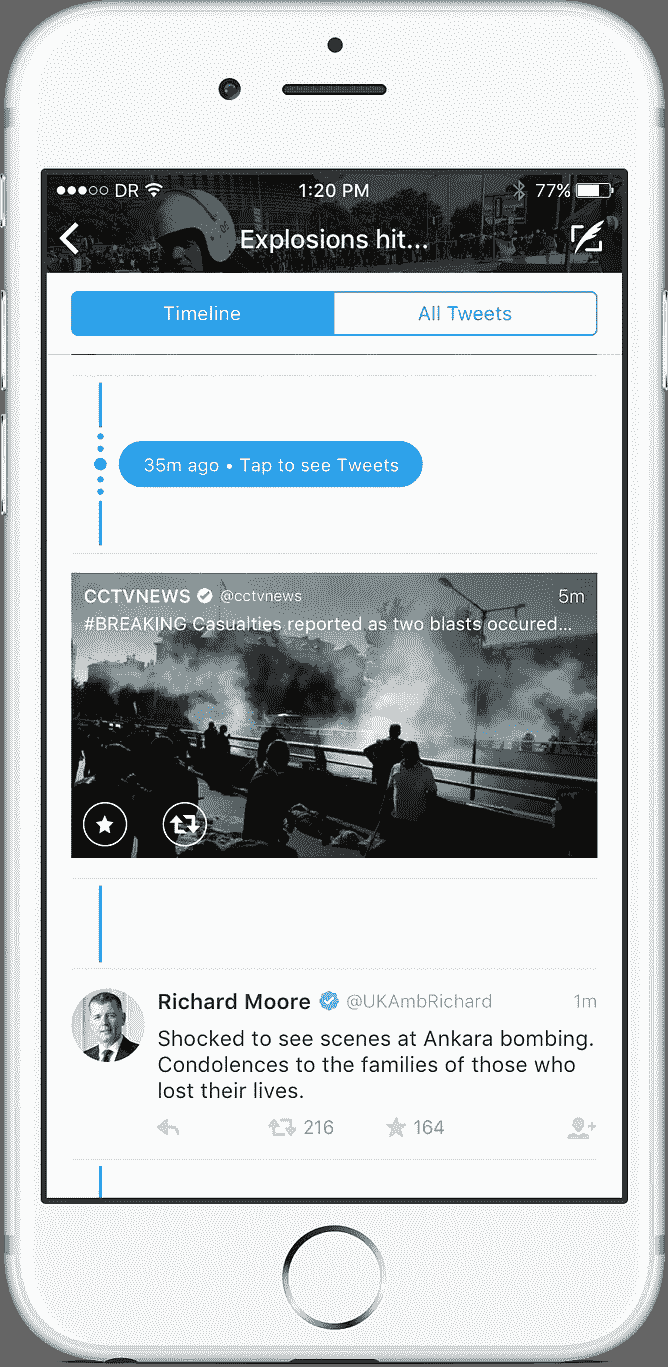 DR 1:20 PM 77%
Explosions hit...
Timeline All Tweets
35m ago • Tap to see Tweets
CCTVNEWS @cctvnews 5m
#BREAKING Casualties reported as two blasts occured...
Richard Moore @UKAmbRichard 1m
Shocked to see scenes at Ankara bombing.
Condolences to the families of those who
lost their lives.
216 164